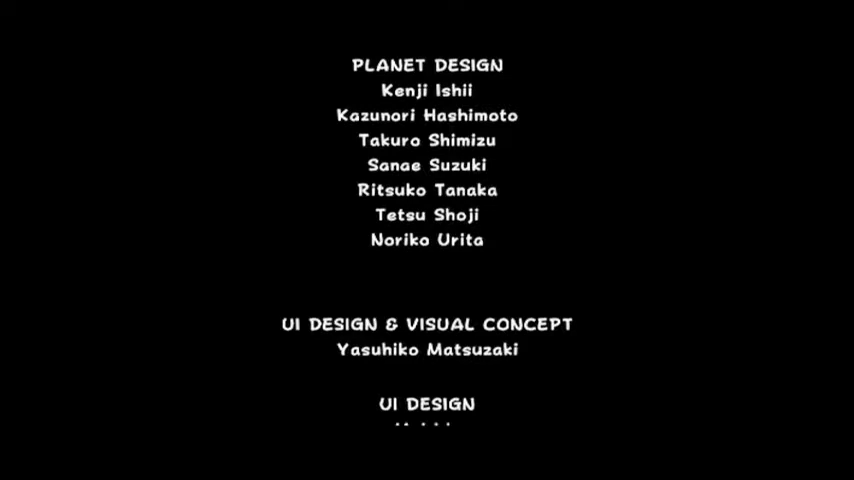 PLANET DESIGN
Kenji Ishii
Kazunori Hashimoto
Takuro Shimizu
Sanae Suzuki
Ritsuko Tanaka
Tetsu Shoji
Noriko Urita
UI DESIGN & VISUAL CONCEPT
Yasuhiko Matsuzaki
UI DESIGN